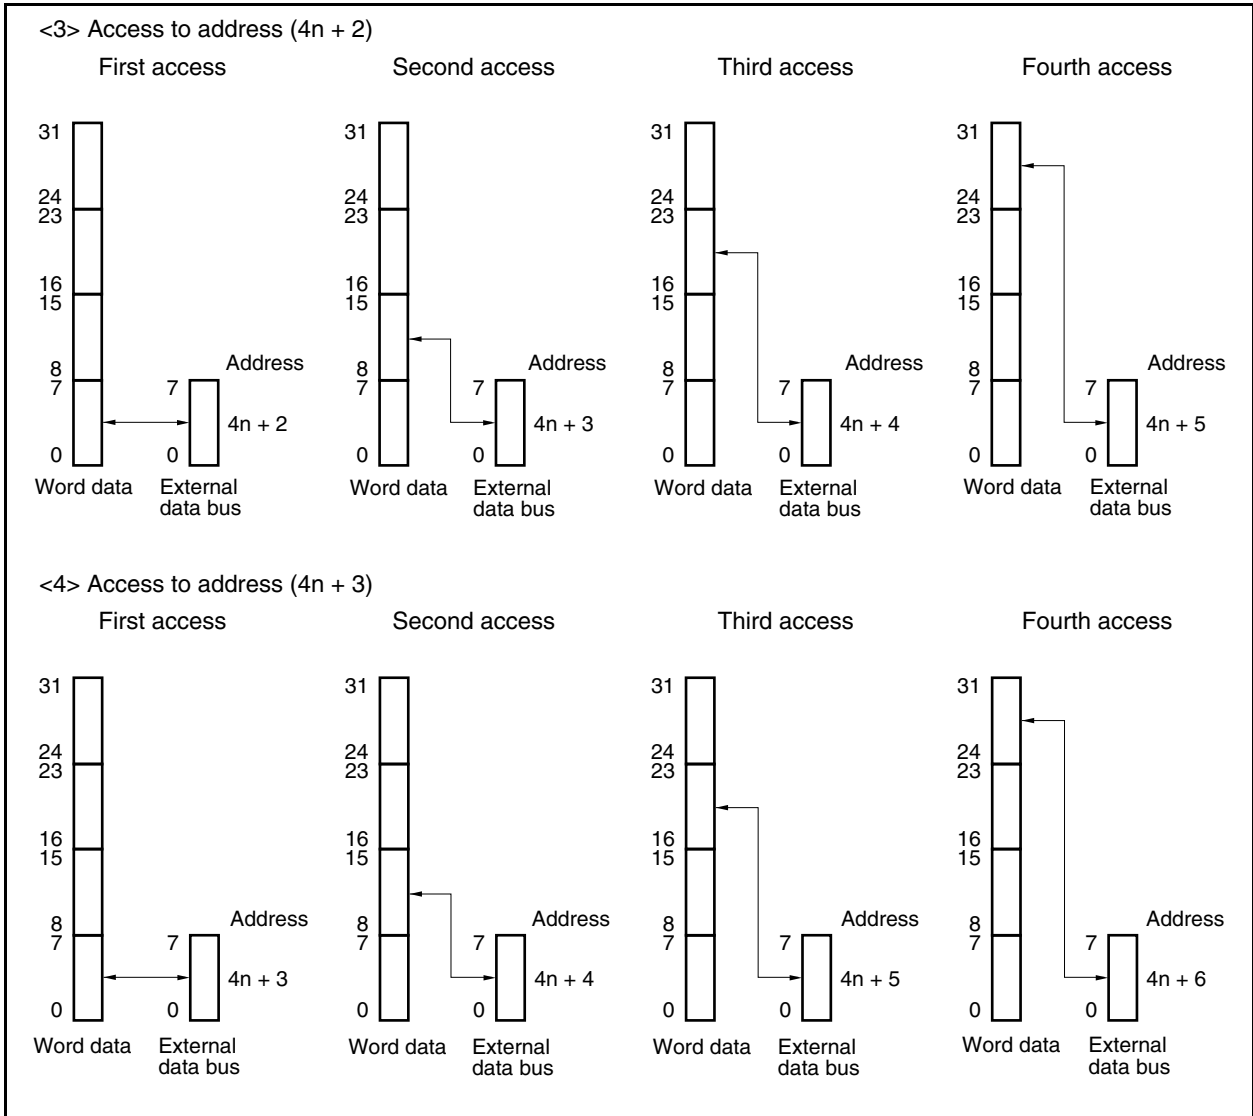 <3> Access to address (4n + 2)
First access Second access Third access Fourth access
31 31 31 31
24 24 24 24
23 23 23 23
16 16 16 16
15 15 15 15
Address Address Address Address
8 8 8 8
7 7 7 7 7 7 7 7
4n + 2 4n + 3 4n + 4 4n + 5
0 0 0 0 0 0 0 0
Word data External Word data External Word data External Word data External
data bus data bus data bus data bus
<4> Access to address (4n + 3)
First access Second access Third access Fourth access
31 31 31 31
24 24 24 24
23 23 23 23
16 16 16 16
15 15 15 15
Address Address Address Address
8 8 8 8
7 7 7 7 7 7 7 7
4n + 3 4n + 4 4n + 5 4n + 6
0 0 0 0 0 0 0 0
Word data External Word data External Word data External Word data External
data bus data bus data bus data bus